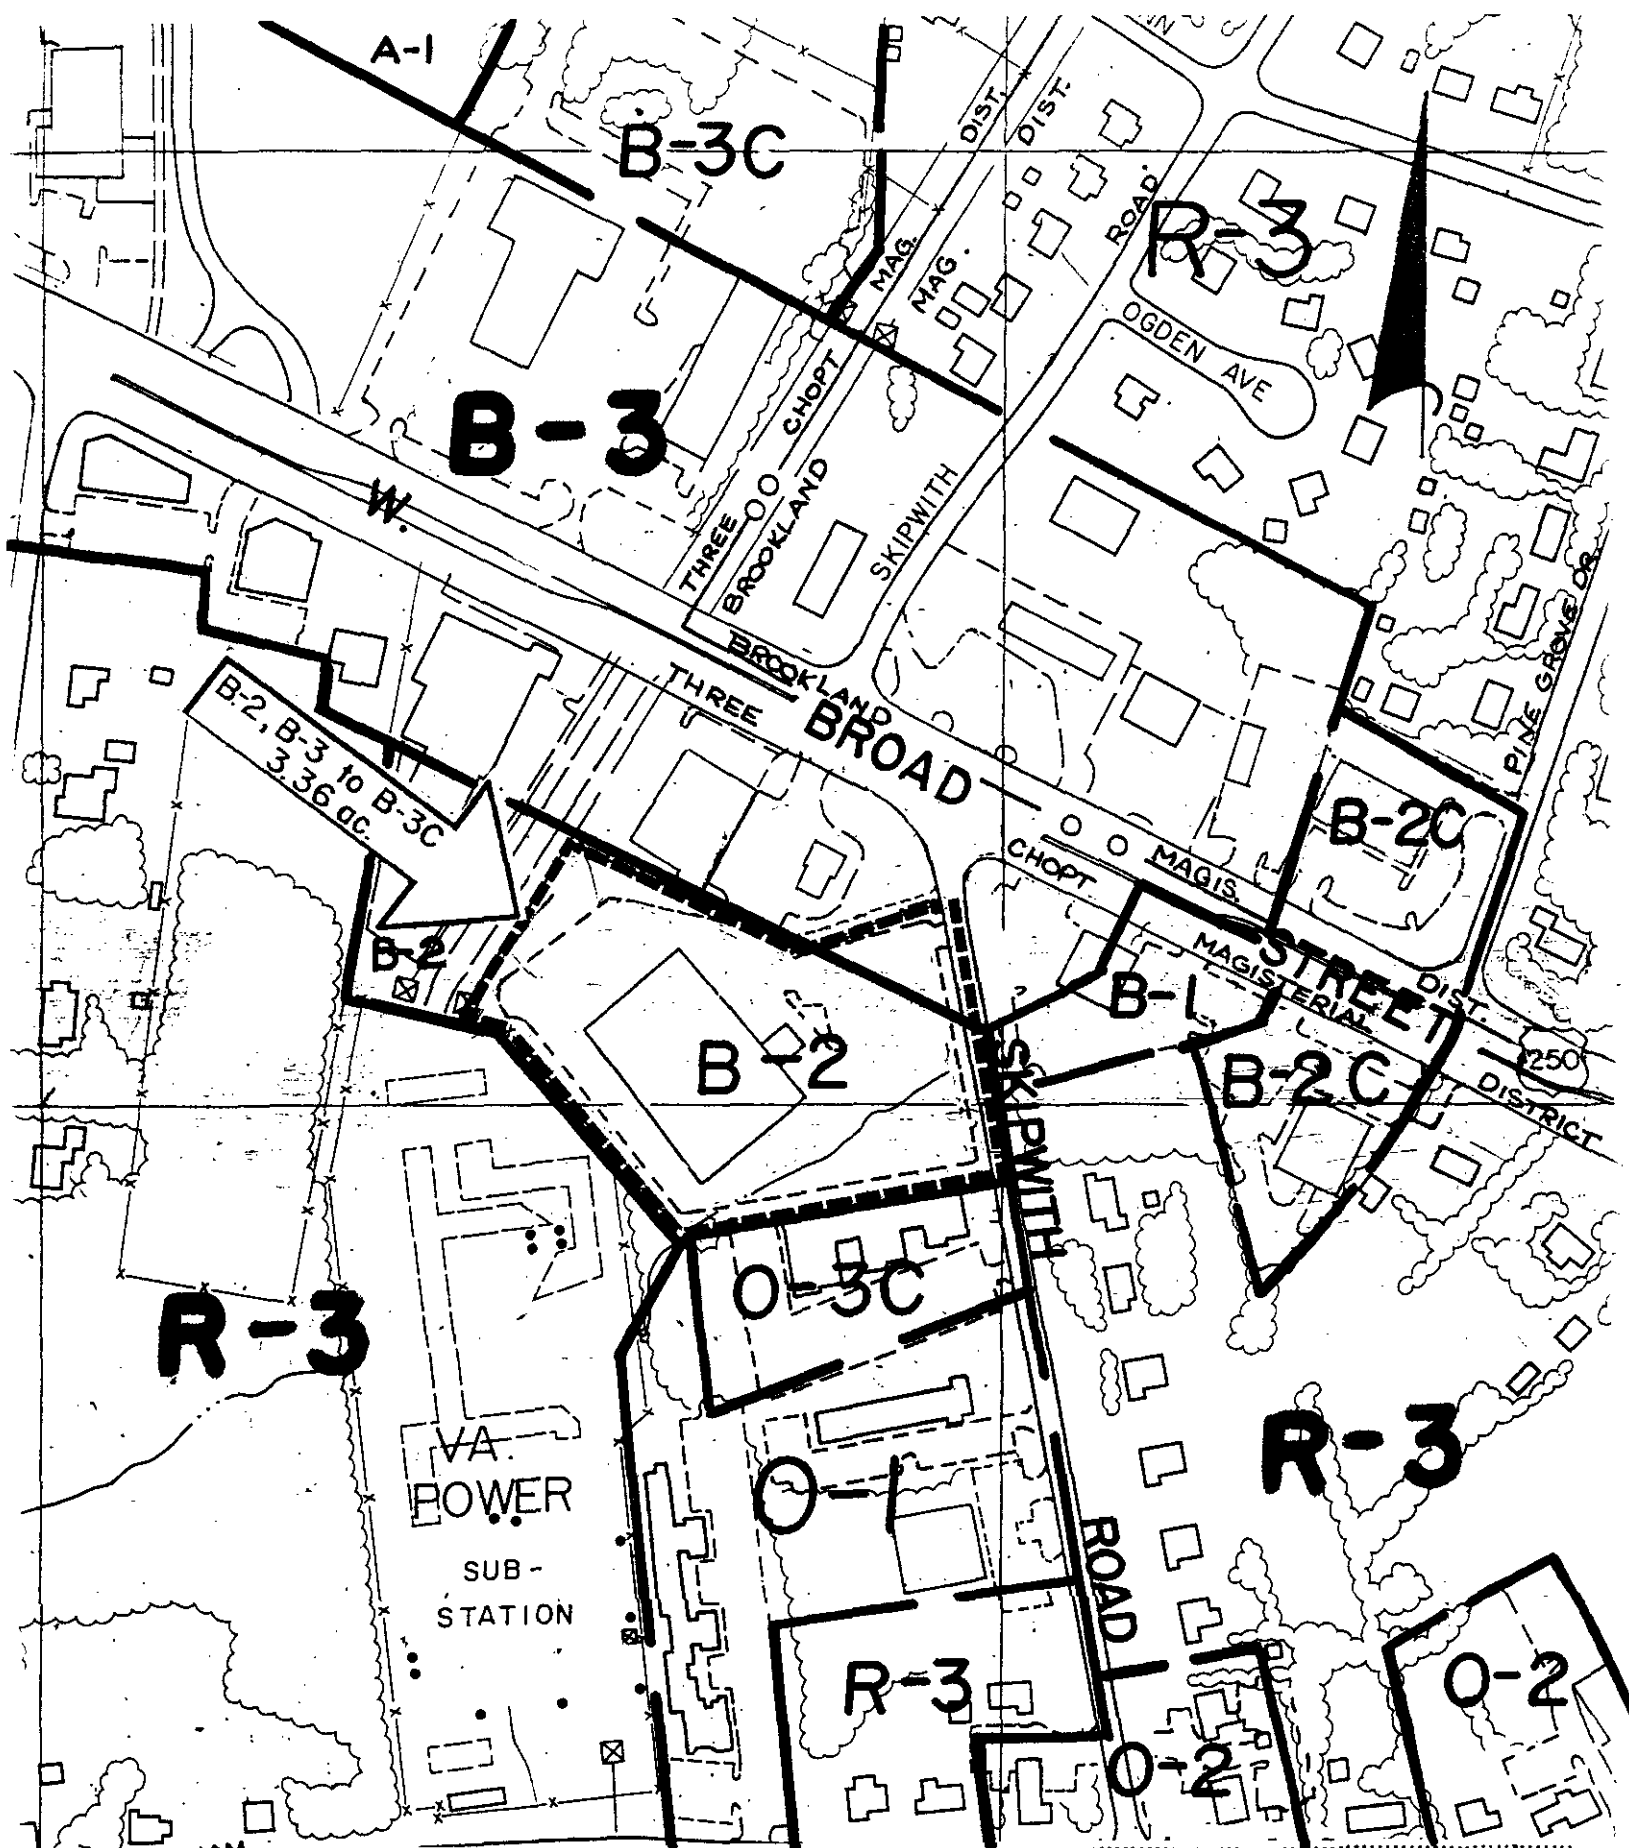 A-1
B-3C
DIST.
DIST.
ROAD.
R-3
MAG.
MAG.
OGDEN AVE
B-3
CHOPT
W.
THREE
BROOKLAND
SKIPWITH
PINE GROVE DR.
BROOKLAND
THREE
BROAD
B-2, B-3 to B-3C
3.36 ac.
B-2C
CHOPT
MAGIS.
STREET
DIST.
MAGISTERIAL
B-2
B-1
B-2
B-2C
250
DISTRICT
SKIPWITH
O-3C
R-3
R-3
VA.
POWER
SUB-
STATION
O-1
ROAD
R-3
O-2
O-2